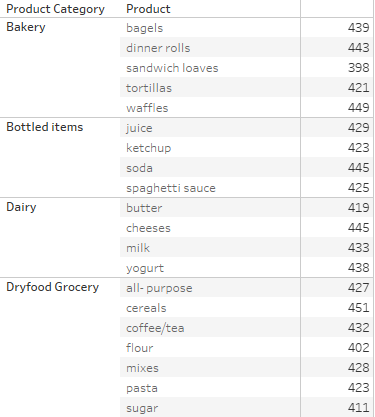 Product Category Product
Bakery bagels 439
dinner rolls 443
sandwich loaves 398
tortillas 421
waffles 449
Bottled items juice 429
ketchup 423
soda 445
spaghetti sauce 425
Dairy butter 419
cheeses 445
milk 433
yogurt 438
Dryfood Grocery all- purpose 427
cereals 451
coffee/tea 432
flour 402
mixes 428
pasta 423
sugar 411